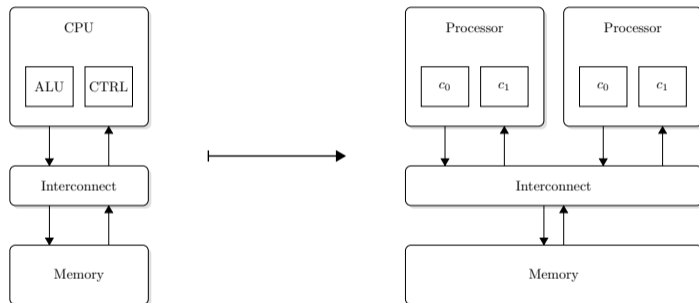 CPU
ALU
CTRL
Interconnect
Memory
Processor
c₀
c₁
Processor
c₀
c₁
Interconnect
Memory